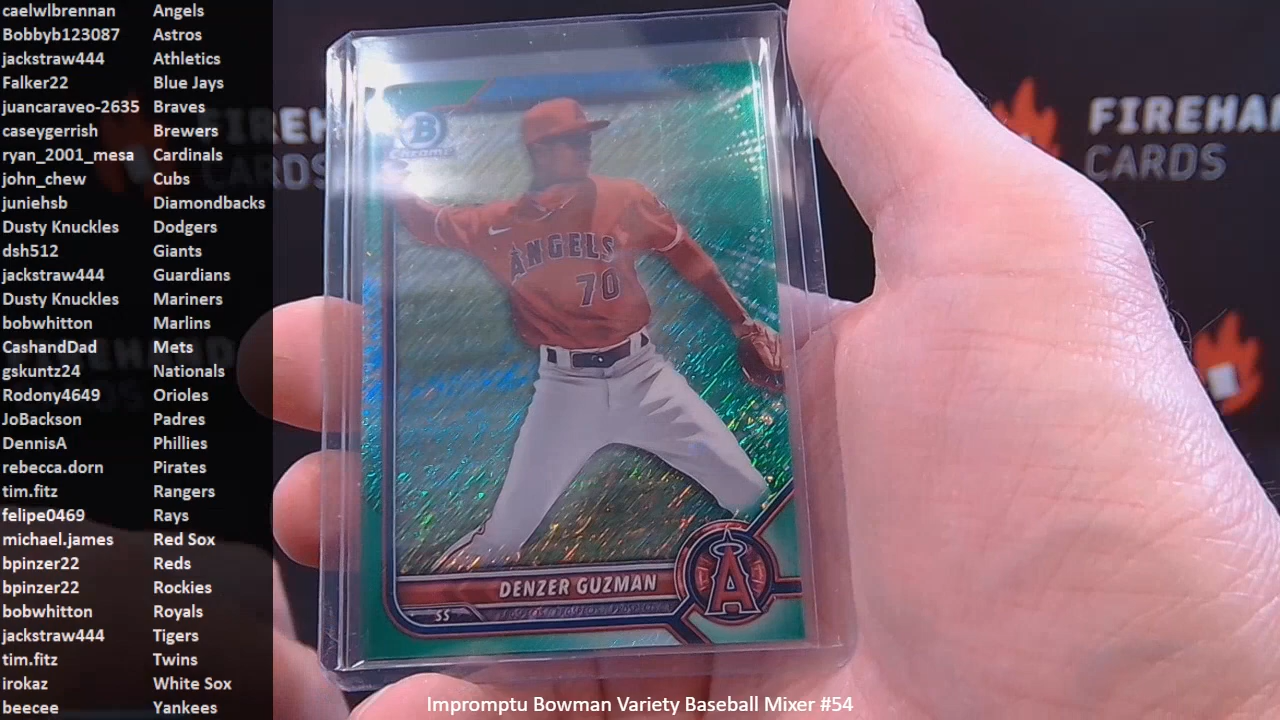 caelwlbrennan Angels
Bobbyb123087 Astros
jackstraw444 Athletics
Falker22 Blue Jays
juancaraveo-2635 Braves
caseygerrish Brewers
ryan_2001_mesa Cardinals
john_chew Cubs
juniehsb Diamondbacks
Dusty Knuckles Dodgers
dsh512 Giants
jackstraw444 Guardians
Dusty Knuckles Mariners
bobwhitton Marlins
CashandDad Mets
gskuntz24 Nationals
Rodony4649 Orioles
JoBackson Padres
DennisA Phillies
rebecca.dorn Pirates
tim.fitz Rangers
felipe0469 Rays
michael.james Red Sox
bpinzer22 Reds
bpinzer22 Rockies
bobwhitton Royals
jackstraw444 Tigers
tim.fitz Twins
irokaz White Sox
beecee Yankees
B
Chrome
ANGELS
70
DENZER GUZMAN
SS
A
FIREHAN
CARDS
Impromptu Bowman Variety Baseball Mixer #54